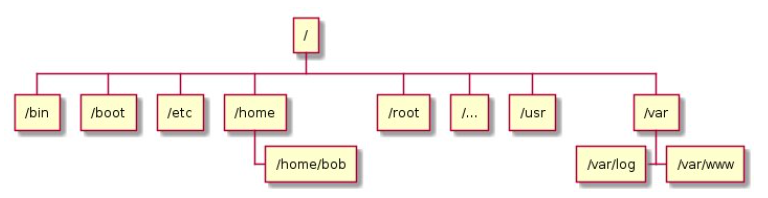 /
/bin
/boot
/etc
/home
/root
/...
/usr
/var
/home/bob
/var/log
/var/www